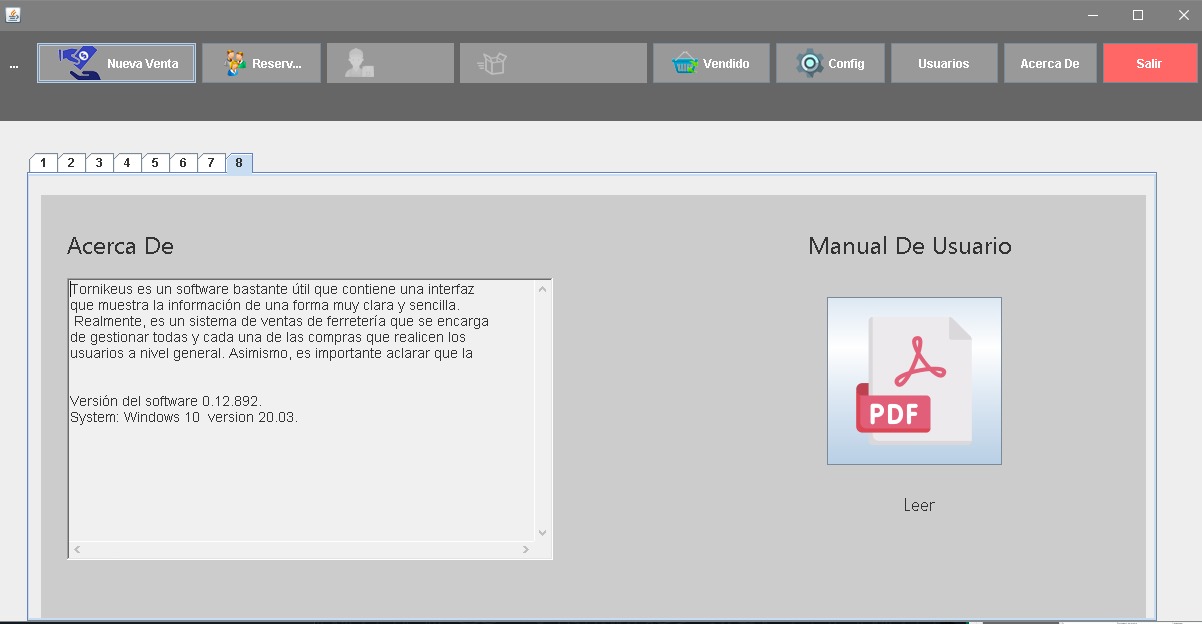 ...
Nueva Venta
Reserv...
Vendido
Config
Usuarios
Acerca De
Salir
1 2 3 4 5 6 7 8
Acerca De
Tornikeus es un software bastante útil que contiene una interfaz
que muestra la información de una forma muy clara y sencilla.
Realmente, es un sistema de ventas de ferretería que se encarga
de gestionar todas y cada una de las compras que realicen los
usuarios a nivel general. Asimismo, es importante aclarar que la
Versión del software 0.12.892.
System: Windows 10 version 20.03.
Manual De Usuario
PDF
Leer